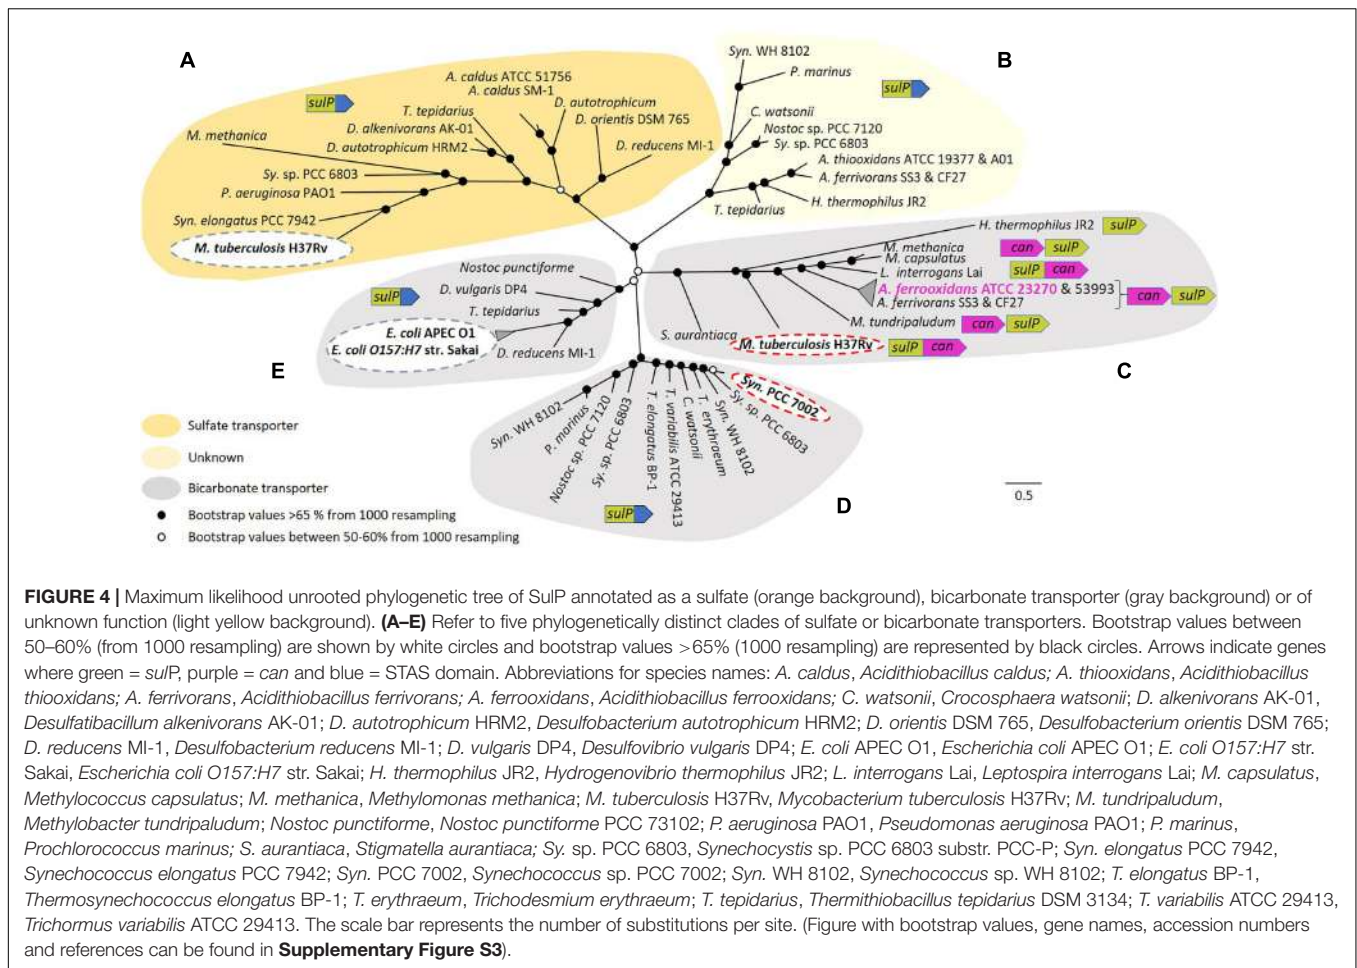 A
sulP
A. caldus ATCC 51756
A. caldus SM-1
D. autotrophicum
T. tepidarius
D. orientis DSM 765
D. alkenivorans AK-01
M. methanica
D. autotrophicum HRM2
D. reducens MI-1
Sy. sp. PCC 6803
P. aeruginosa PAO1
Syn. elongatus PCC 7942
M. tuberculosis H37Rv
B
Syn. WH 8102
P. marinus
sulP
C. watsonii
Nostoc sp. PCC 7120
Sy. sp. PCC 6803
A. thiooxidans ATCC 19377 & A01
A. ferrivorans SS3 & CF27
H. thermophilus JR2
T. tepidarius
H. thermophilus JR2 sulP
M. methanica can sulP
M. capsulatus
L. interrogans Lai sulP can
A. ferrooxidans ATCC 23270 & 53993
A. ferrivorans SS3 & CF27 can sulP
M. tundripaludum can sulP
S. aurantiaca
M. tuberculosis H37Rv sulP can
C
Nostoc punctiforme
sulP
D. vulgaris DP4
T. tepidarius
E. coli APEC O1
E. coli O157:H7 str. Sakai
D. reducens MI-1
E
Syn. WH 8102
P. marinus
Nostoc sp. PCC 7120
Sy. sp. PCC 6803
T. elongatus BP-1
T. variabilis ATCC 29413
C. watsonii
T. erythraeum
Syn. WH 8102
Sy. sp. PCC 6803
Syn. PCC 7002
sulP
D
0.5
Sulfate transporter
Unknown
Bicarbonate transporter
Bootstrap values >65 % from 1000 resampling
Bootstrap values between 50-60% from 1000 resampling
FIGURE 4 | Maximum likelihood unrooted phylogenetic tree of SulP annotated as a sulfate (orange background), bicarbonate transporter (gray background) or of
unknown function (light yellow background). (A–E) Refer to five phylogenetically distinct clades of sulfate or bicarbonate transporters. Bootstrap values between
50–60% (from 1000 resampling) are shown by white circles and bootstrap values >65% (1000 resampling) are represented by black circles. Arrows indicate genes
where green = sulP, purple = can and blue = STAS domain. Abbreviations for species names: A. caldus, Acidithiobacillus caldus; A. thiooxidans, Acidithiobacillus
thiooxidans; A. ferrivorans, Acidithiobacillus ferrivorans; A. ferrooxidans, Acidithiobacillus ferrooxidans; C. watsonii, Crocosphaera watsonii; D. alkenivorans AK-01,
Desulfatibacillum alkenivorans AK-01; D. autotrophicum HRM2, Desulfobacterium autotrophicum HRM2; D. orientis DSM 765, Desulfobacterium orientis DSM 765;
D. reducens MI-1, Desulfobacterium reducens MI-1; D. vulgaris DP4, Desulfovibrio vulgaris DP4; E. coli APEC O1, Escherichia coli APEC O1; E. coli O157:H7 str.
Sakai, Escherichia coli O157:H7 str. Sakai; H. thermophilus JR2, Hydrogenovibrio thermophilus JR2; L. interrogans Lai, Leptospira interrogans Lai; M. capsulatus,
Methylococcus capsulatus; M. methanica, Methylomonas methanica; M. tuberculosis H37Rv, Mycobacterium tuberculosis H37Rv; M. tundripaludum,
Methylobacter tundripaludum; Nostoc punctiforme, Nostoc punctiforme PCC 73102; P. aeruginosa PAO1, Pseudomonas aeruginosa PAO1; P. marinus,
Prochlorococcus marinus; S. aurantiaca, Stigmatella aurantiaca; Sy. sp. PCC 6803, Synechocystis sp. PCC 6803 substr. PCC-P; Syn. elongatus PCC 7942,
Synechococcus elongatus PCC 7942; Syn. PCC 7002, Synechococcus sp. PCC 7002; Syn. WH 8102, Synechococcus sp. WH 8102; T. elongatus BP-1,
Thermosynechococcus elongatus BP-1; T. erythraeum, Trichodesmium erythraeum; T. tepidarius, Thermithiobacillus tepidarius DSM 3134; T. variabilis ATCC 29413,
Trichormus variabilis ATCC 29413. The scale bar represents the number of substitutions per site. (Figure with bootstrap values, gene names, accession numbers
and references can be found in Supplementary Figure S3).